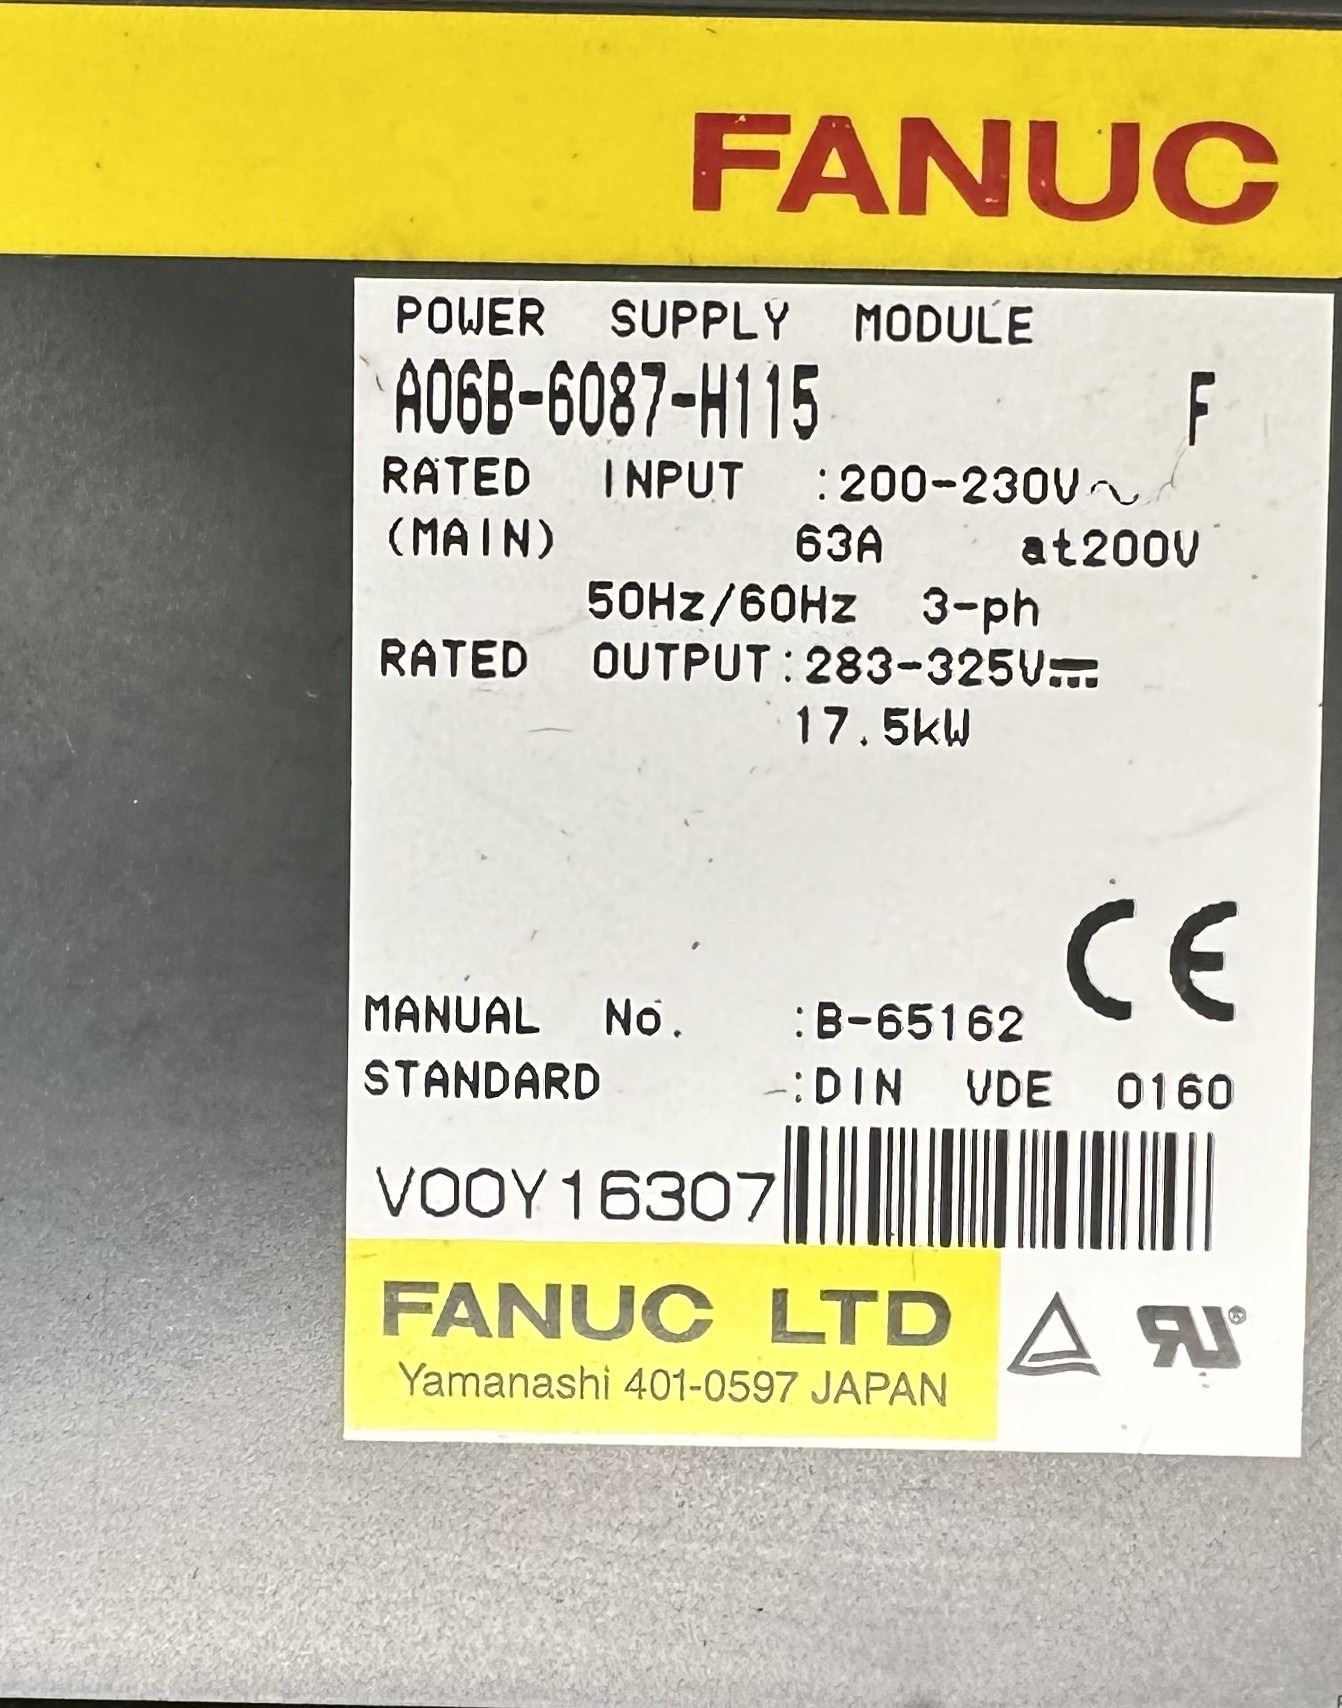 FANUC
POWER SUPPLY MODULE
A06B-6087-H115 F
RATED INPUT :200-230V~
(MAIN) 63A at200V
50Hz/60Hz 3-ph
RATED OUTPUT:283-325V⎓
17.5kW
CE
MANUAL No. :B-65162
STANDARD :DIN VDE 0160
V00Y16307
FANUC LTD
Yamanashi 401-0597 JAPAN
RU®